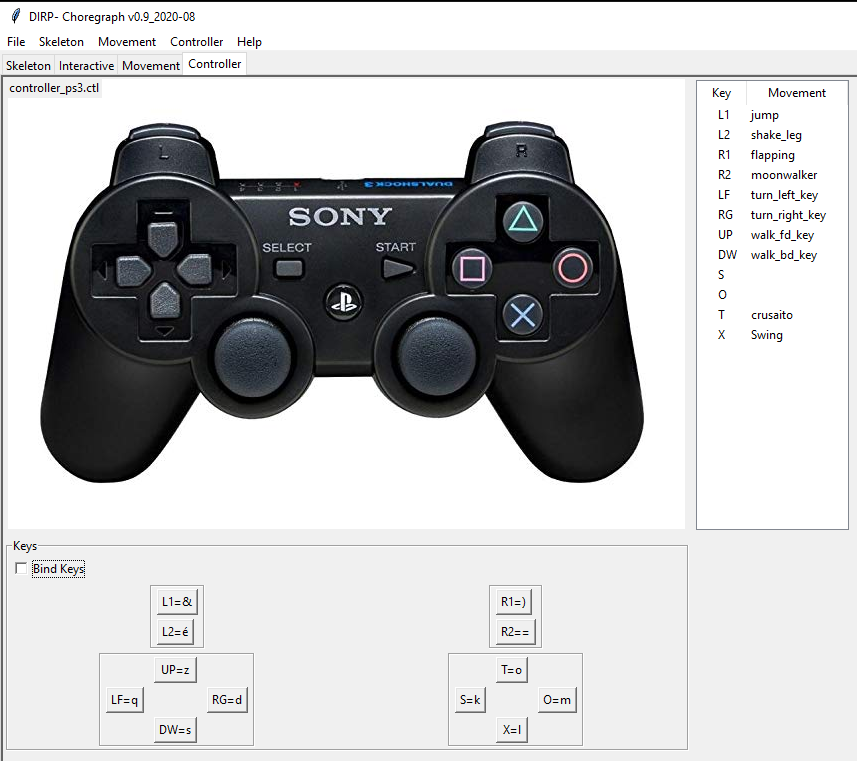 DIRP- Choregraph v0.9_2020-08
File Skeleton Movement Controller Help
Skeleton Interactive Movement Controller
controller_ps3.ctl
L
R
DUALSHOCK 3
SONY
SELECT
START
Key Movement
L1 jump
L2 shake_leg
R1 flapping
R2 moonwalker
LF turn_left_key
RG turn_right_key
UP walk_fd_key
DW walk_bd_key
S
O
T crusaito
X Swing
Keys
Bind Keys
L1=&
R1=)
L2=é
R2==
UP=z
T=o
LF=q
RG=d
S=k
O=m
DW=s
X=l